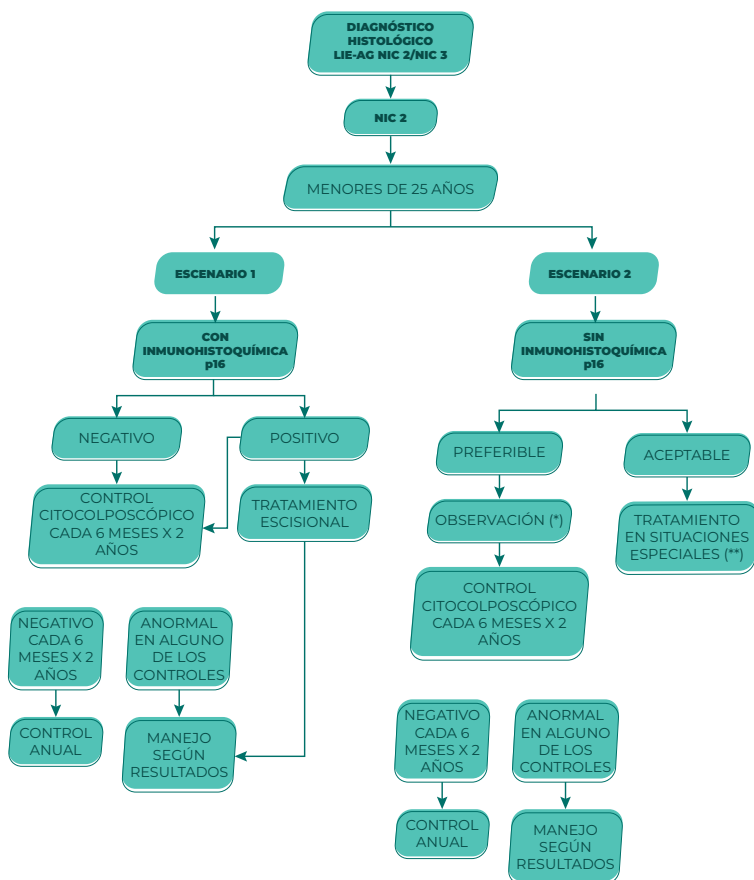 DIAGNÓSTICO
HISTOLÓGICO
LIE-AG NIC 2/NIC 3
NIC 2
MENORES DE 25 AÑOS
ESCENARIO 1
CON
INMUNOHISTOQUÍMICA
p16
NEGATIVO
POSITIVO
CONTROL
CITOCOLPOSCÓPICO
CADA 6 MESES X 2
AÑOS
TRATAMIENTO
ESCISIONAL
NEGATIVO
CADA 6
MESES X 2
AÑOS
ANORMAL
EN ALGUNO
DE LOS
CONTROLES
CONTROL
ANUAL
MANEJO
SEGÚN
RESULTADOS
ESCENARIO 2
SIN
INMUNOHISTOQUÍMICA
p16
PREFERIBLE
ACEPTABLE
OBSERVACIÓN (*)
TRATAMIENTO
EN SITUACIONES
ESPECIALES (**)
CONTROL
CITOCOLPOSCÓPICO
CADA 6 MESES X 2
AÑOS
NEGATIVO
CADA 6
MESES X 2
AÑOS
ANORMAL
EN ALGUNO
DE LOS
CONTROLES
CONTROL
ANUAL
MANEJO
SEGÚN
RESULTADOS